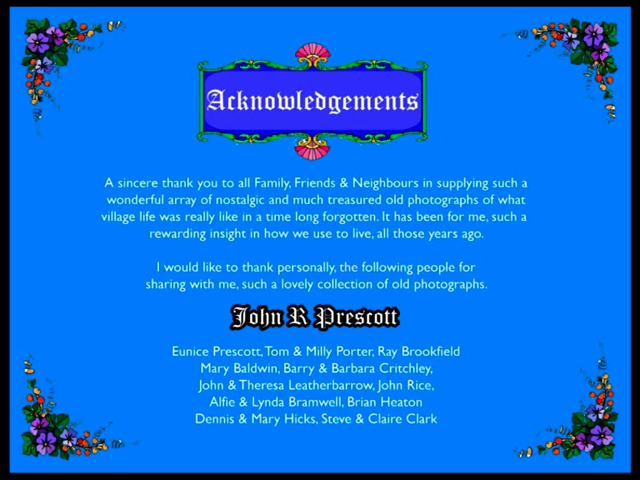 Acknowledgements
A sincere thank you to all Family, Friends & Neighbours in supplying such a
wonderful array of nostalgic and much treasured old photographs of what
village life was really like in a time long forgotten. It has been for me, such a
rewarding insight in how we use to live, all those years ago.
I would like to thank personally, the following people for
sharing with me, such a lovely collection of old photographs.
John R Prescott
Eunice Prescott, Tom & Milly Porter, Ray Brookfield
Mary Baldwin, Barry & Barbara Critchley,
John & Theresa Leatherbarrow, John Rice,
Alfie & Lynda Bramwell, Brian Heaton
Dennis & Mary Hicks, Steve & Claire Clark